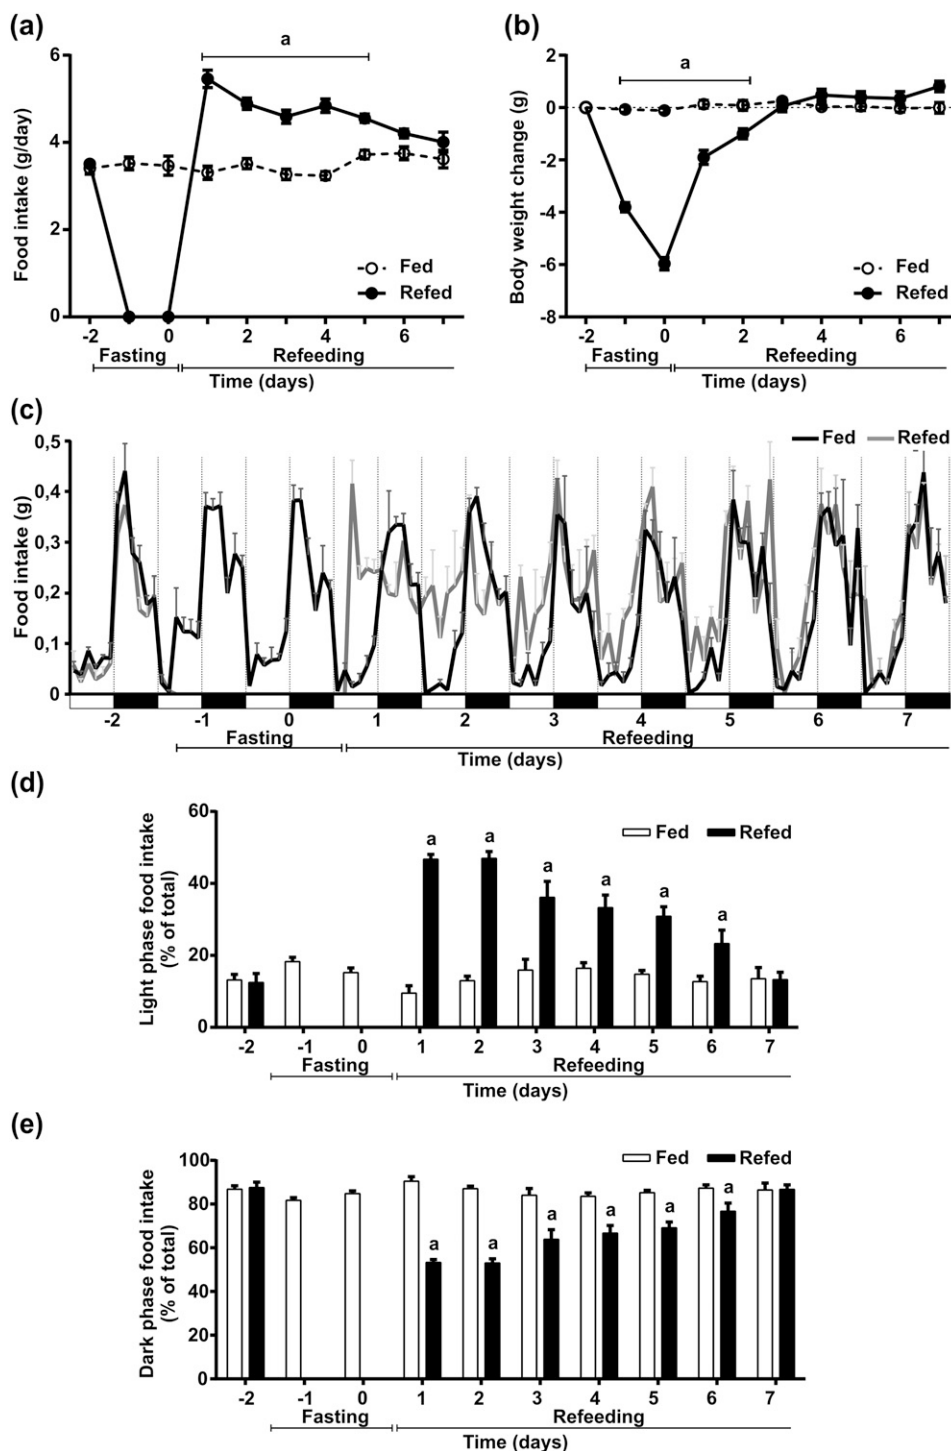 (a)
a
6
4
2
0
Food intake (g/day)
Fed
Refed
-2 0 2 4 6
Fasting Refeeding
Time (days)
(b)
a
2
0
-2
-4
-6
-8
Body weight change (g)
Fed
Refed
-2 0 2 4 6
Fasting Refeeding
Time (days)
(c)
Fed Refed
0,5
0,4
0,3
0,2
0,1
0
Food intake (g)
-2 -1 0 1 2 3 4 5 6 7
Fasting Refeeding
Time (days)
(d)
60
40
20
0
Light phase food intake
(% of total)
Fed Refed
a a a a a a
-2 -1 0 1 2 3 4 5 6 7
Fasting Refeeding
Time (days)
(e)
100
80
60
40
20
0
Dark phase food intake
(% of total)
Fed Refed
a a a a a a
-2 -1 0 1 2 3 4 5 6 7
Fasting Refeeding
Time (days)